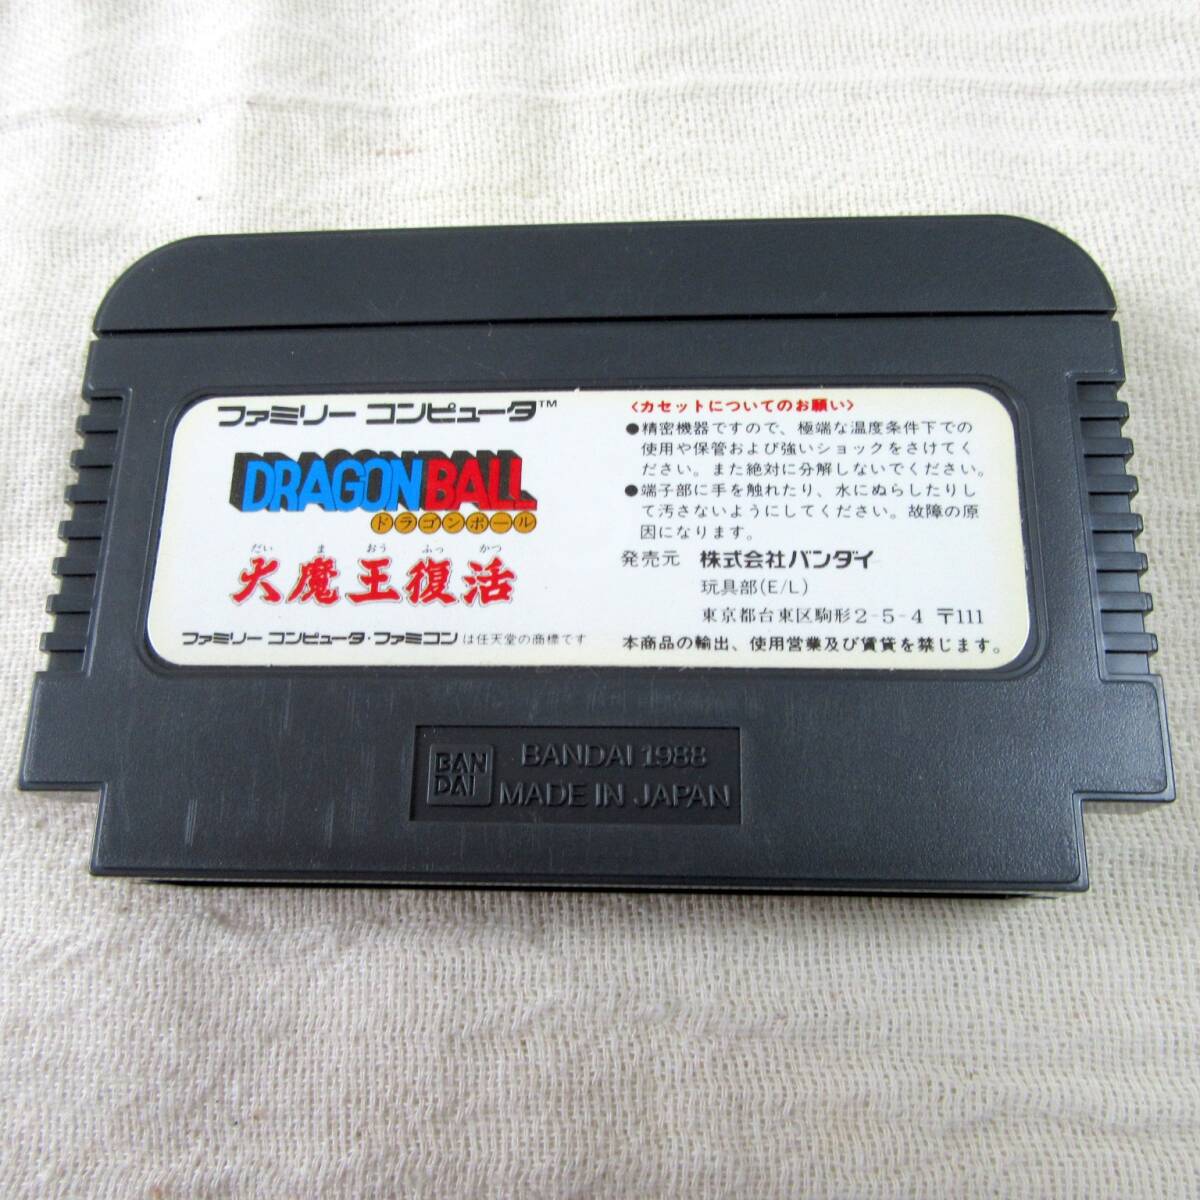 ファミリー コンピュータ™
DRAGON BALL
ドラゴンボール
だい ま おう ふっ かつ
大魔王復活
ファミリー コンピュータ・ファミコン は任天堂の商標です
〈カセットについてのお願い〉
●精密機器ですので、極端な温度条件下での
使用や保管および強いショックをさけてく
ださい。また絶対に分解しないでください。
●端子部に手を触れたり、水にぬらしたりし
て汚さないようにしてください。故障の原
因になります。
発売元 株式会社バンダイ
玩具部(E/L)
東京都台東区駒形2-5-4 〒111
本商品の輸出、使用営業及び賃貸を禁じます。
BAN
DAI
BANDAI 1988
MADE IN JAPAN